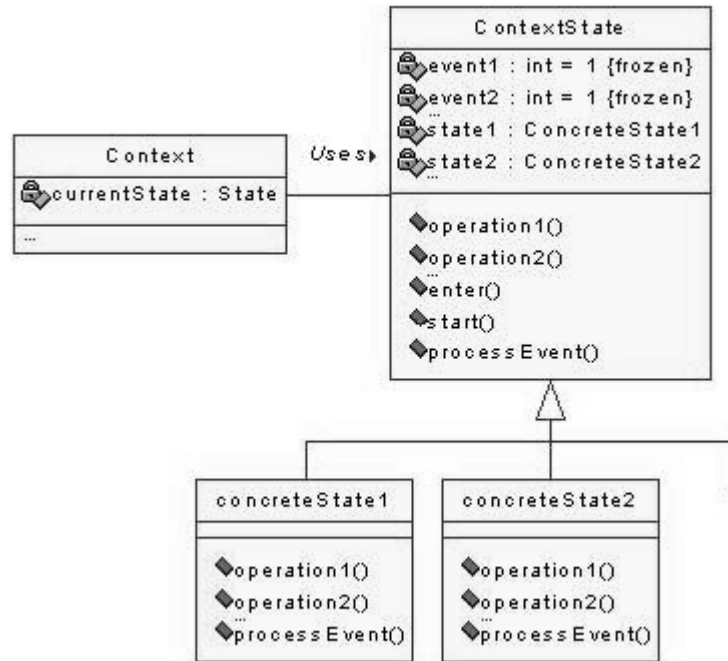 ContextState
event1 : int = 1 {frozen}
event2 : int = 1 {frozen}
...
state1 : ConcreteState1
state2 : ConcreteState2
...
operation1()
operation2()
...
enter()
start()
processEvent()
Context
currentState : State
...
Uses
concreteState1
operation1()
operation2()
...
processEvent()
concreteState2
operation1()
operation2()
...
processEvent()